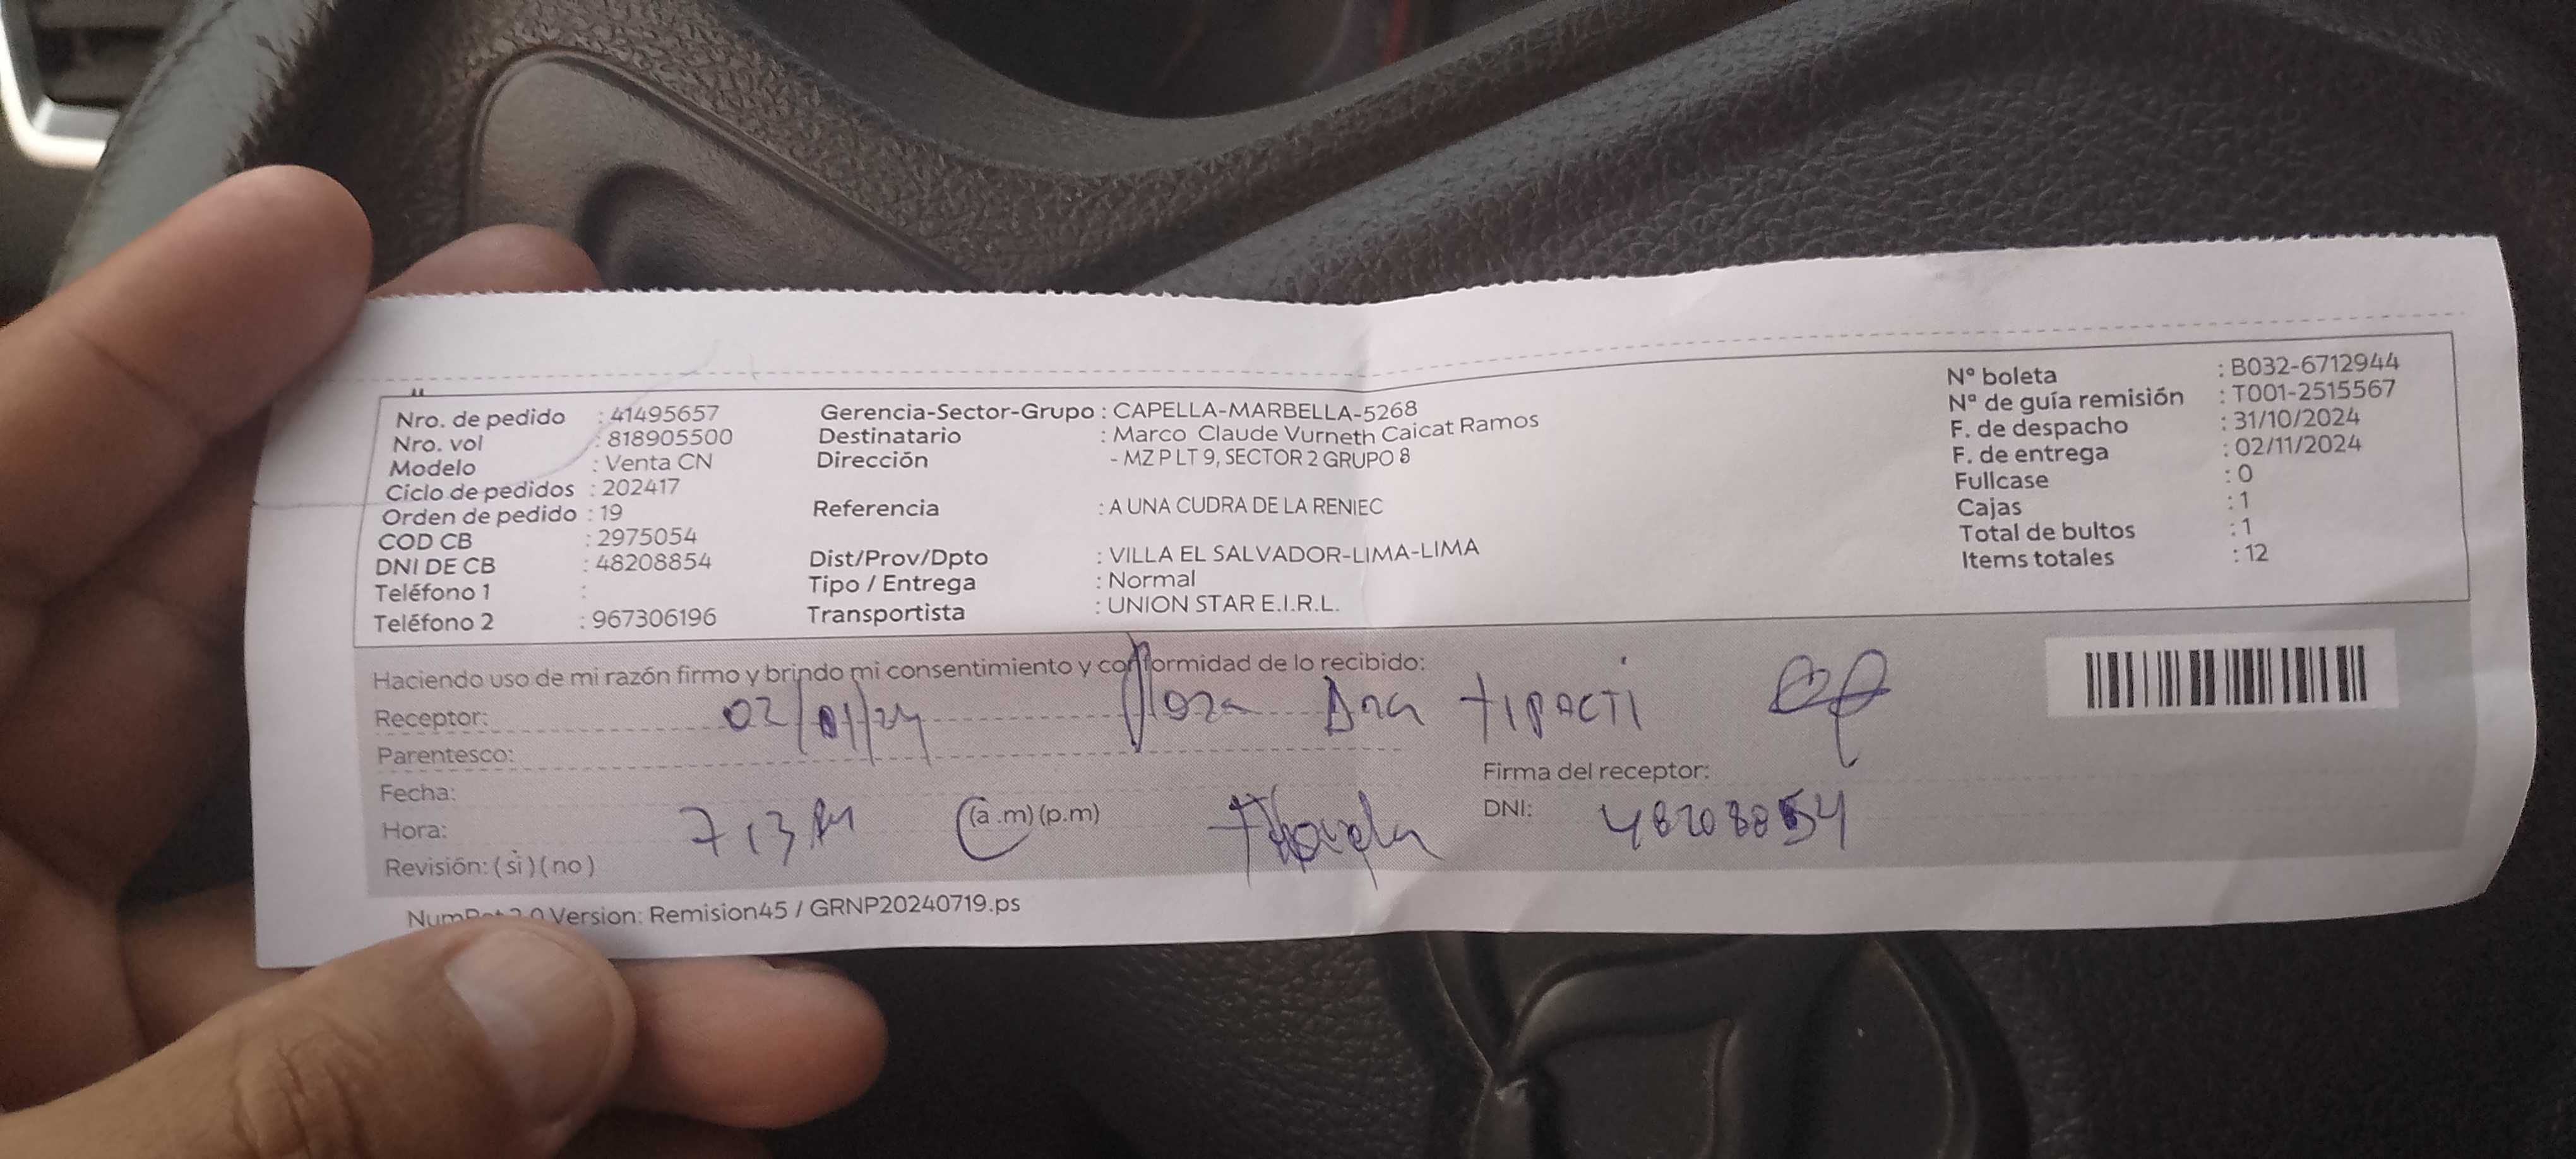 Nro. de pedido : 41495657
Nro. vol : 818905500
Modelo : Venta CN
Ciclo de pedidos : 202417
Orden de pedido : 19
COD CB : 2975054
DNI DE CB : 48208854
Teléfono 1 :
Teléfono 2 : 967306196
Gerencia-Sector-Grupo : CAPELLA-MARBELLA-5268
Destinatario : Marco Claude Vurneth Caicat Ramos
Dirección - MZ P LT 9, SECTOR 2 GRUPO 8
Referencia : A UNA CUDRA DE LA RENIEC
Dist/Prov/Dpto : VILLA EL SALVADOR-LIMA-LIMA
Tipo / Entrega : Normal
Transportista : UNION STAR E.I.R.L.
Nº boleta : B032-6712944
Nº de guía remisión : T001-2515567
F. de despacho : 31/10/2024
F. de entrega : 02/11/2024
Fullcase : 0
Cajas : 1
Total de bultos : 1
Items totales : 12
Haciendo uso de mi razón firmo y brindo mi consentimiento y conformidad de lo recibido:
Receptor: Ana TIPACTI
Parentesco:
Fecha:
Firma del receptor:
Hora: (a.m) (p.m)
DNI: 48208854
Revisión: (sì) (no)
Version: Remision45 / GRNP20240719.ps